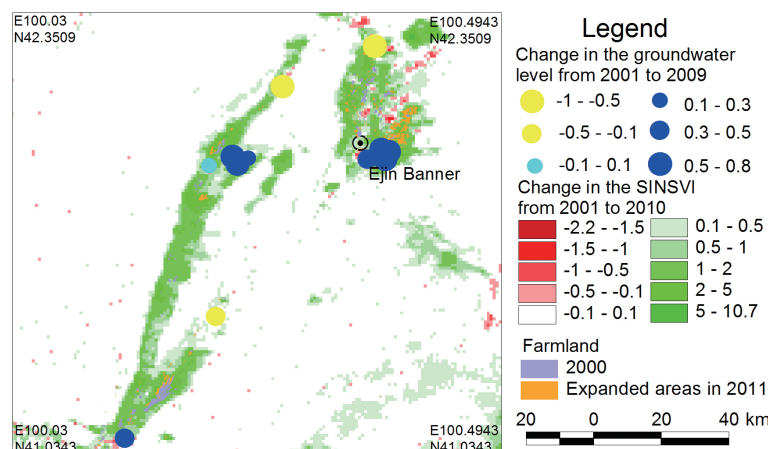 E100.03
N42.3509
E100.4943
N42.3509
Ejin Banner
E100.03
N41.0343
E100.4943
N41.0343
Legend
Change in the groundwater
level from 2001 to 2009
-1 - -0.5
0.1 - 0.3
-0.5 - -0.1
0.3 - 0.5
-0.1 - 0.1
0.5 - 0.8
Change in the SINSVI
from 2001 to 2010
-2.2 - -1.5
0.1 - 0.5
-1.5 - -1
0.5 - 1
-1 - -0.5
1 - 2
-0.5 - -0.1
2 - 5
-0.1 - 0.1
5 - 10.7
Farmland
2000
Expanded areas in 2011
20 0 20 40 km